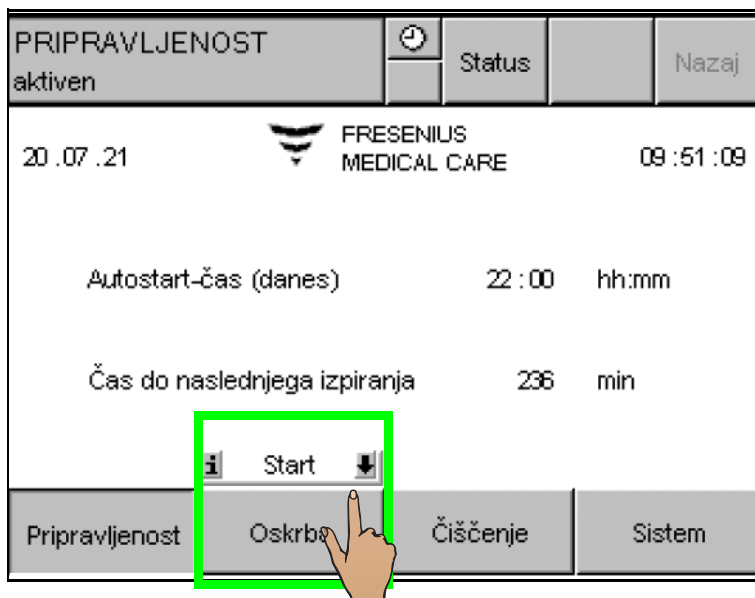 PRIPRAVLJENOST
aktiven
Status
Nazaj
20 .07 .21
FRESENIUS
MEDICAL CARE
09 :51 :09
Autostart-čas (danes) 22 : 00 hh:mm
Čas do naslednjega izpiranja 236 min
i Start
Pripravljenost
Oskrba
Čiščenje
Sistem